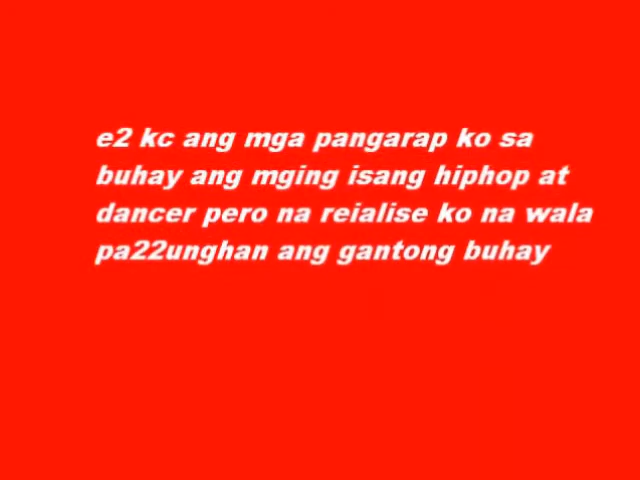 e2 kc ang mga pangarap ko sa
buhay ang mging isang hiphop at
dancer pero na reialise ko na wala
pa22unghan ang gantong buhay